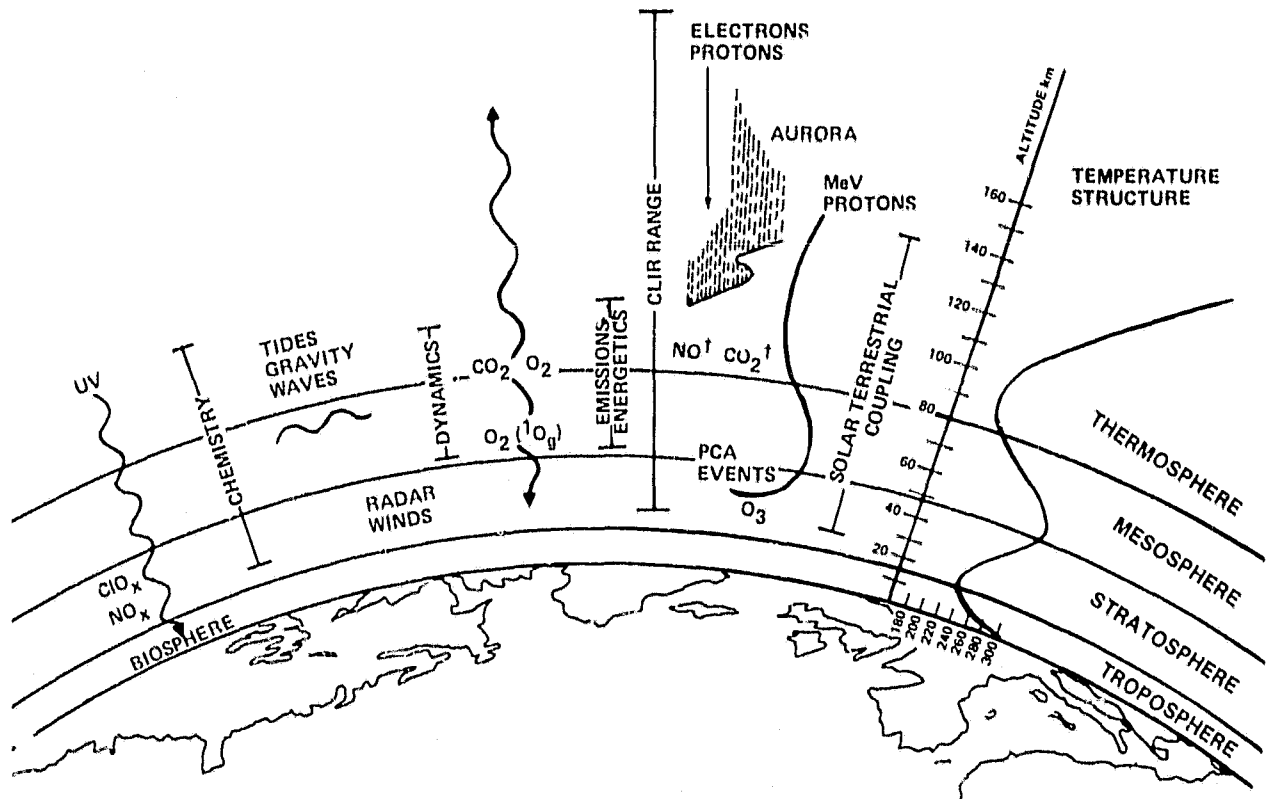 ELECTRONS
PROTONS
AURORA
MeV
PROTONS
ALTITUDE km
160
140
120
100
80
60
40
20
TEMPERATURE
STRUCTURE
CLIR RANGE
SOLAR TERRESTRIAL
COUPLING
EMISSIONS
ENERGETICS
NO† CO₂†
TIDES
GRAVITY
WAVES
DYNAMICS
CO₂ O₂
O₂ (¹O₉)
UV
CHEMISTRY
RADAR
WINDS
PCA
EVENTS
O₃
ClOₓ
NOₓ
BIOSPHERE
180
200
220
240
260
280
300
THERMOSPHERE
MESOSPHERE
STRATOSPHERE
TROPOSPHERE